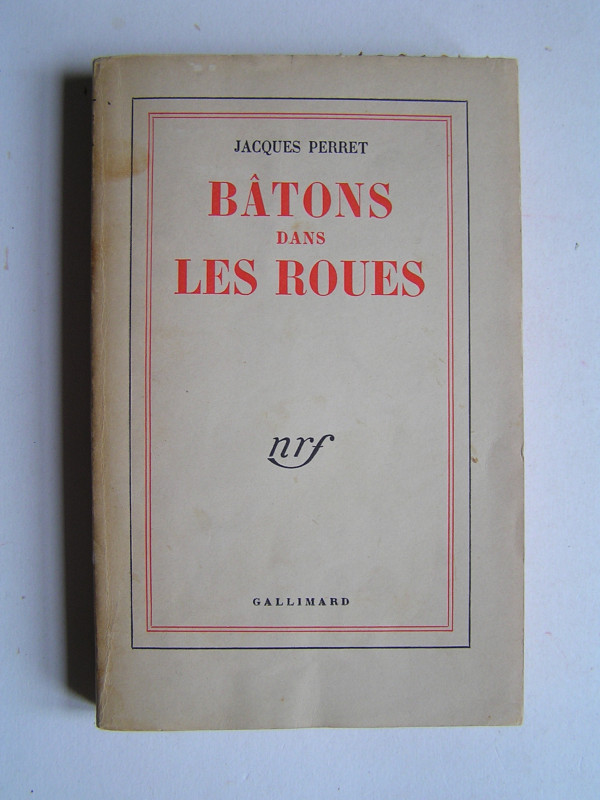 JACQUES PERRET
BÂTONS
DANS
LES ROUES
nrf
GALLIMARD